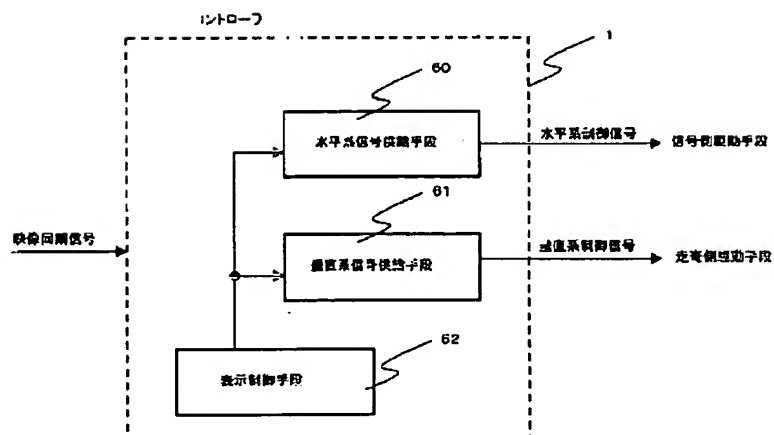 コントローラ
1
60
水平系信号供給手段
水平系制御信号
信号側駆動手段
61
映像同期信号
垂直系信号供給手段
垂直系制御信号
走査側駆動手段
62
表示制御手段